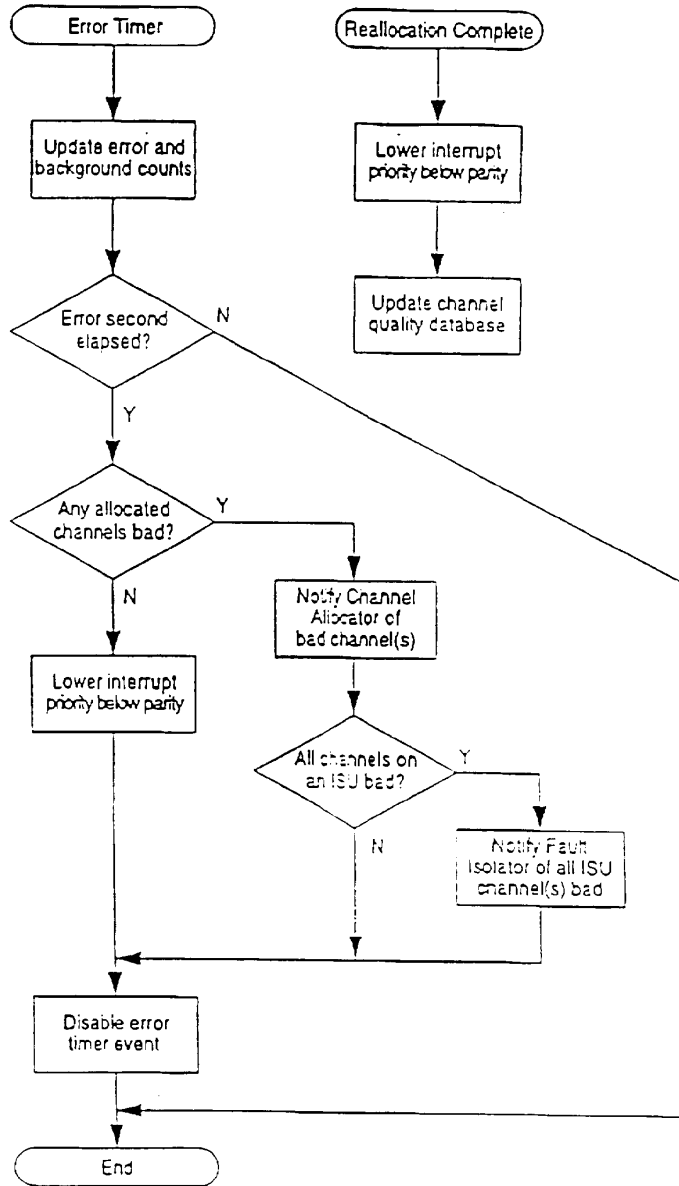 Error Timer
Update error and
background counts
Error second
elapsed?
N
Y
Any allocated
channels bad?
Y
N
Lower interrupt
priority below parity
Notify Channel
Allocator of
bad channel(s)
All channels on
an ISU bad?
Y
N
Notify Fault
Isolator of all ISU
channel(s) bad
Disable error
timer event
End
Reallocation Complete
Lower interrupt
priority below parity
Update channel
quality database